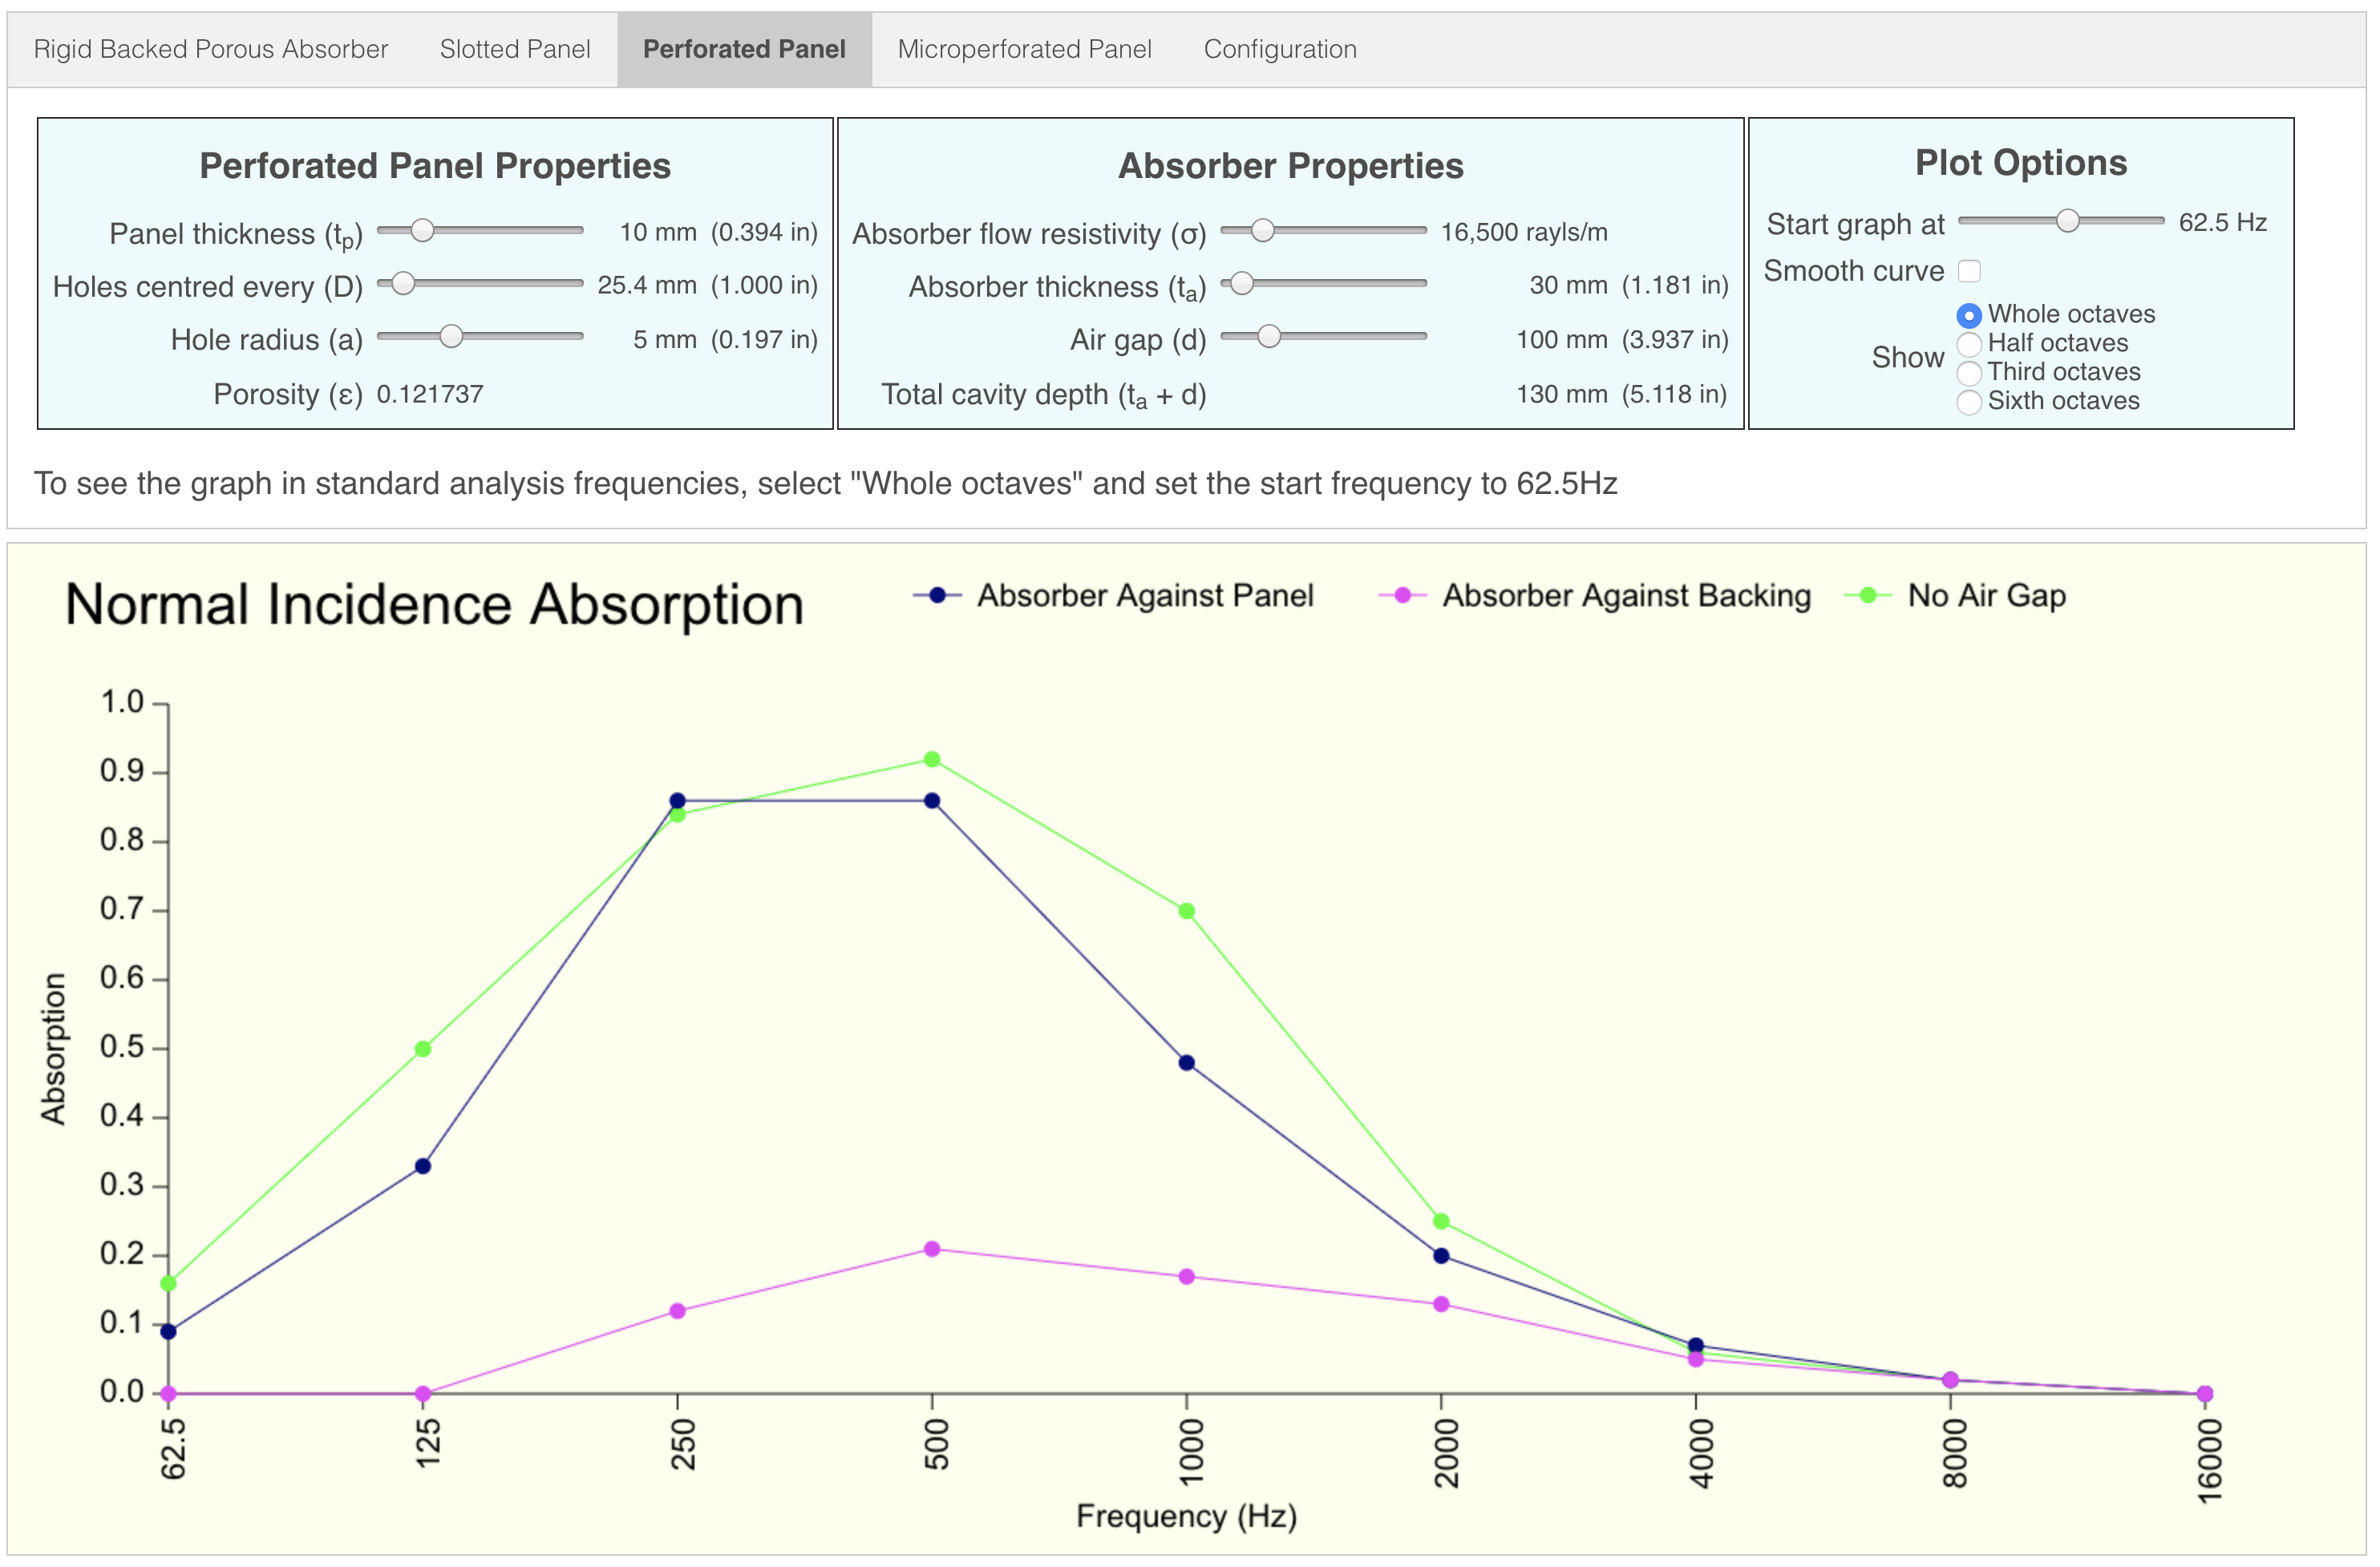 Rigid Backed Porous Absorber Slotted Panel Perforated Panel Microperforated Panel Configuration
Perforated Panel Properties
Panel thickness (tp) 10 mm (0.394 in)
Holes centred every (D) 25.4 mm (1.000 in)
Hole radius (a) 5 mm (0.197 in)
Porosity (ε) 0.121737
Absorber Properties
Absorber flow resistivity (σ) 16,500 rayls/m
Absorber thickness (ta) 30 mm (1.181 in)
Air gap (d) 100 mm (3.937 in)
Total cavity depth (ta + d) 130 mm (5.118 in)
Plot Options
Start graph at 62.5 Hz
Smooth curve
Show
Whole octaves
Half octaves
Third octaves
Sixth octaves
To see the graph in standard analysis frequencies, select "Whole octaves" and set the start frequency to 62.5Hz
Normal Incidence Absorption
Absorber Against Panel Absorber Against Backing No Air Gap
1.0
0.9
0.8
0.7
0.6
0.5
0.4
0.3
0.2
0.1
0.0
Absorption
62.5 125 250 500 1000 2000 4000 8000 16000
Frequency (Hz)